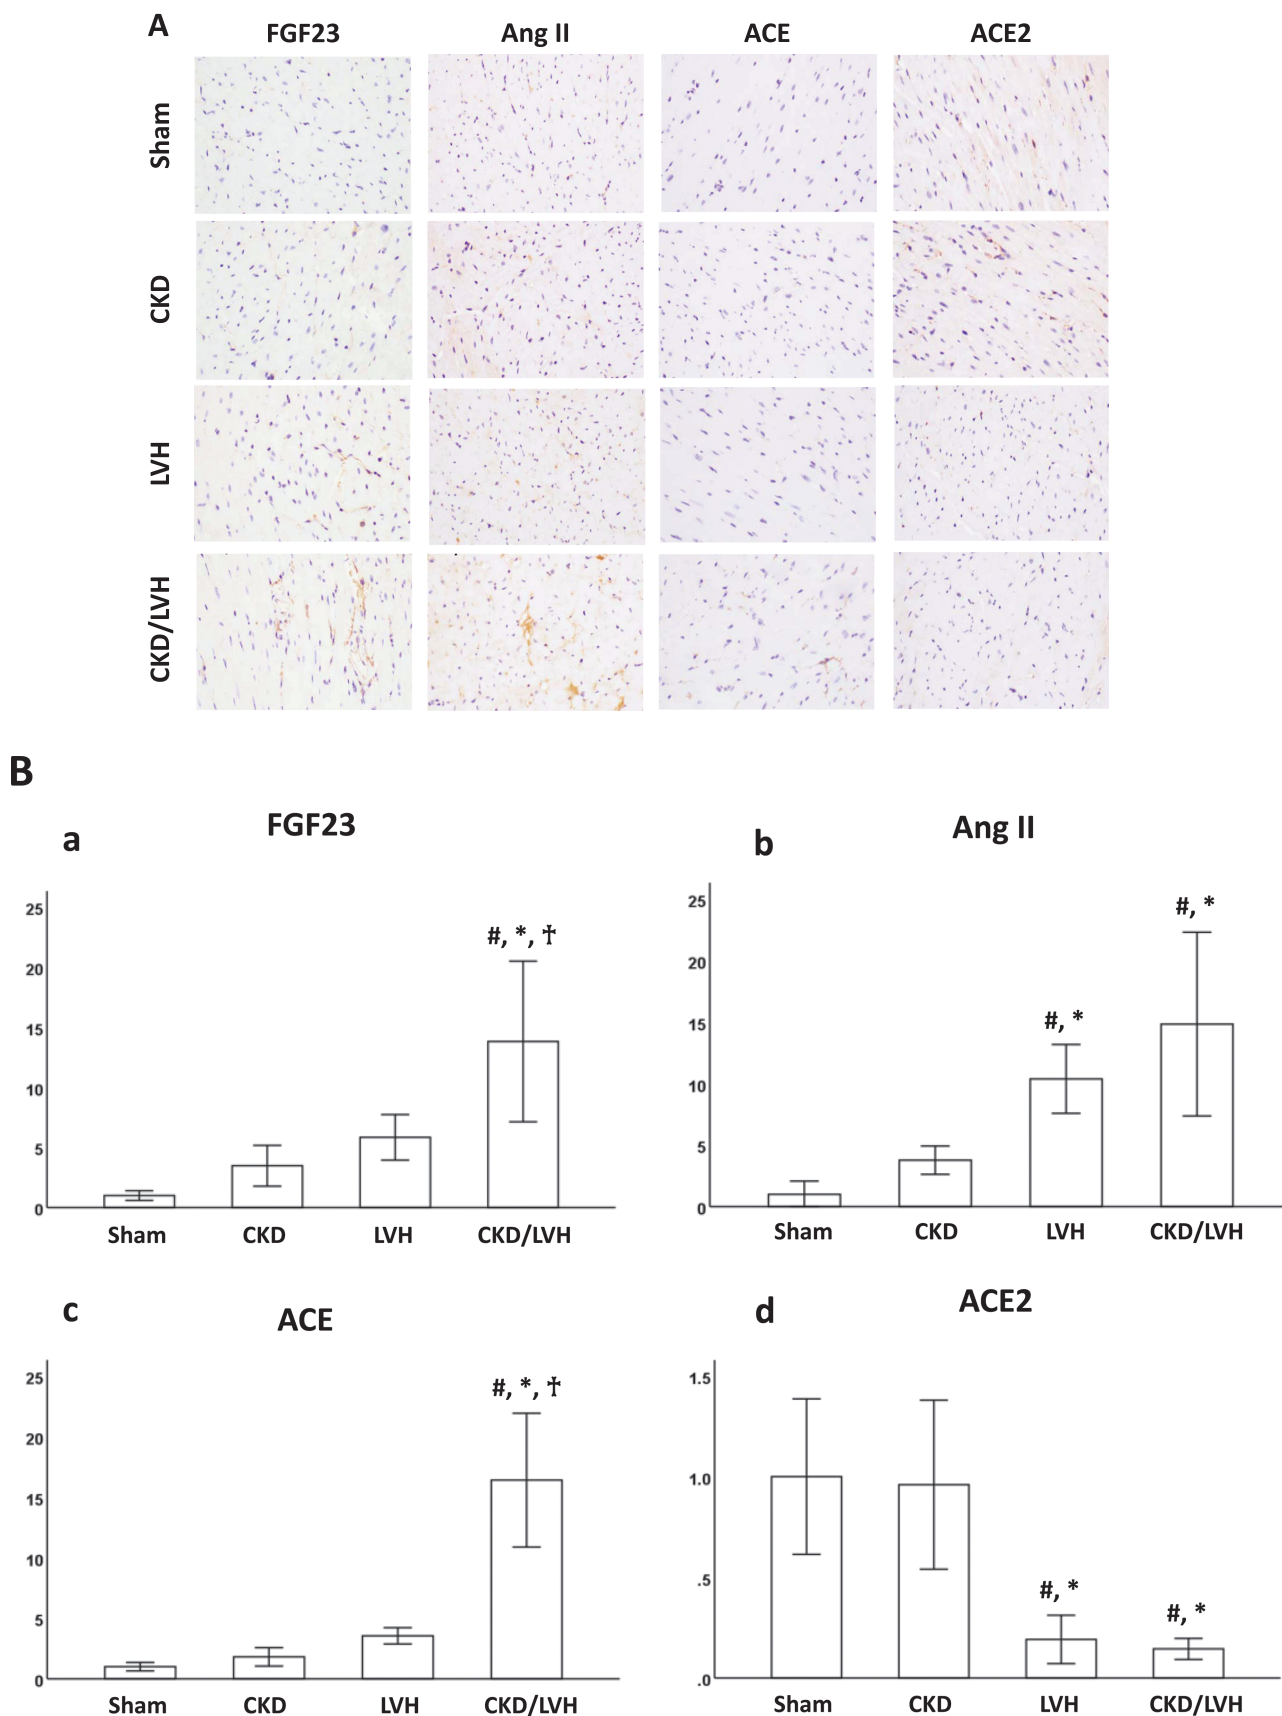 A
FGF23 Ang II ACE ACE2
Sham
CKD
LVH
CKD/LVH
B
a FGF23
25
20
15
10
5
0
#, *, †
Sham CKD LVH CKD/LVH
b Ang II
25
20
15
10
5
0
#, *
#, *
Sham CKD LVH CKD/LVH
c ACE
25
20
15
10
5
0
#, *, †
Sham CKD LVH CKD/LVH
d ACE2
1.5
1.0
.5
.0
#, *
#, *
Sham CKD LVH CKD/LVH